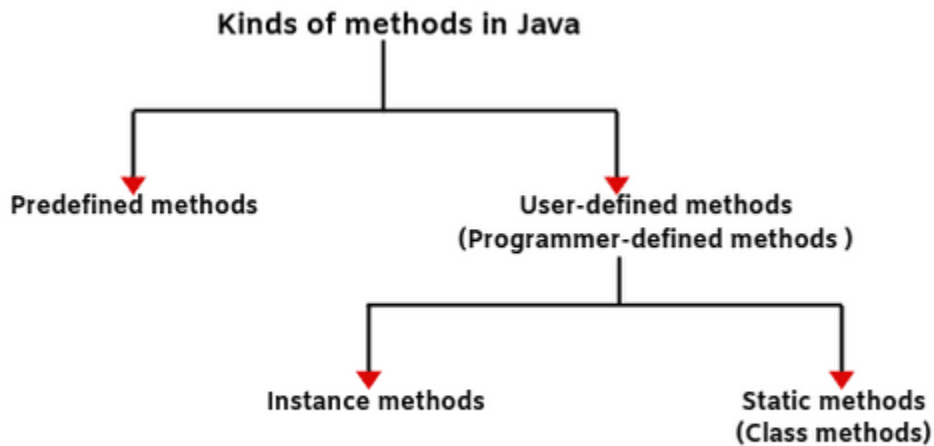 Kinds of methods in Java
Predefined methods
User-defined methods
(Programmer-defined methods )
Instance methods
Static methods
(Class methods)